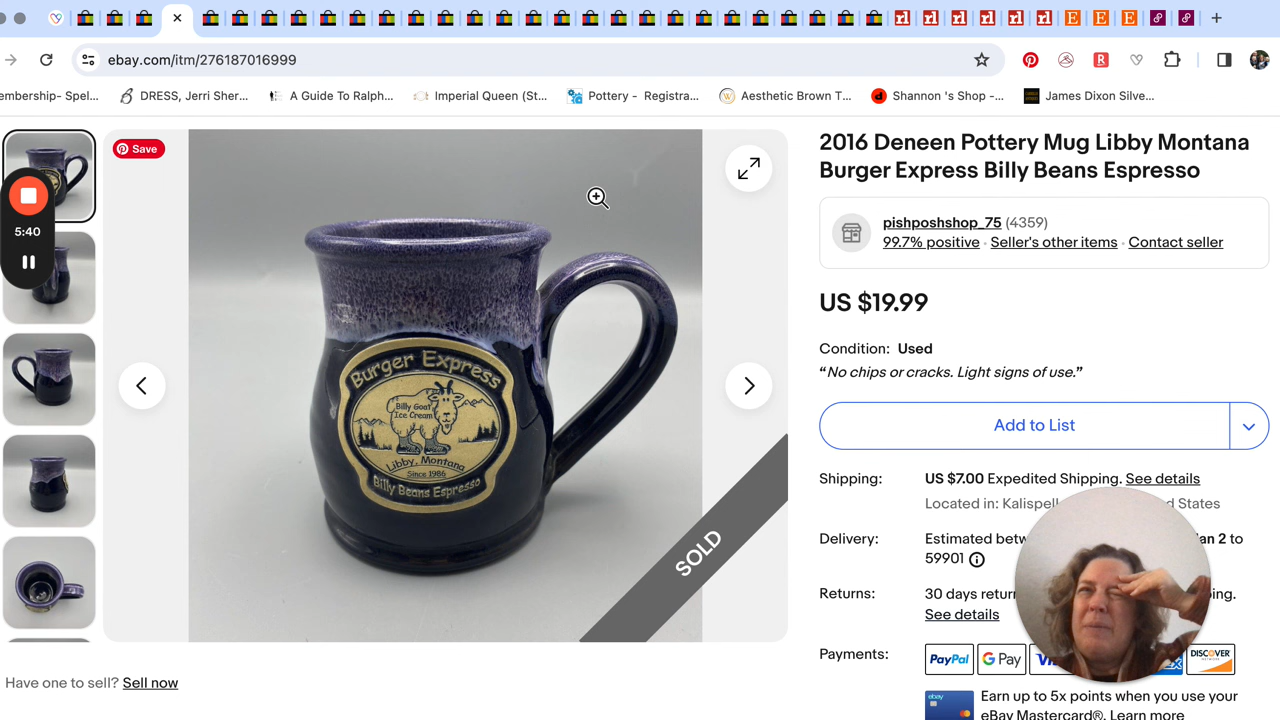 ebay.com/itm/276187016999
embership- Spel...
DRESS, Jerri Sher...
A Guide To Ralph...
Imperial Queen (St...
Pottery - Registra...
Aesthetic Brown T...
Shannon 's Shop -...
James Dixon Silve...
Save
5:40
Burger Express
Billy Goat
Ice Cream
Libby, Montana
Since 1986
Billy Beans Espresso
SOLD
Have one to sell? Sell now
2016 Deneen Pottery Mug Libby Montana
Burger Express Billy Beans Espresso
pishposhshop_75 (4359)
99.7% positive · Seller's other items · Contact seller
US $19.99
Condition: Used
“No chips or cracks. Light signs of use.”
Add to List
Shipping: US $7.00 Expedited Shipping. See details
Located in: Kalispell States
Delivery: Estimated 2 to
59901
Returns: 30 days
See details
Payments: PayPal G Pay DISCOVER
ebay
Earn up to 5x points when you use your
eBay Mastercard®. Learn more